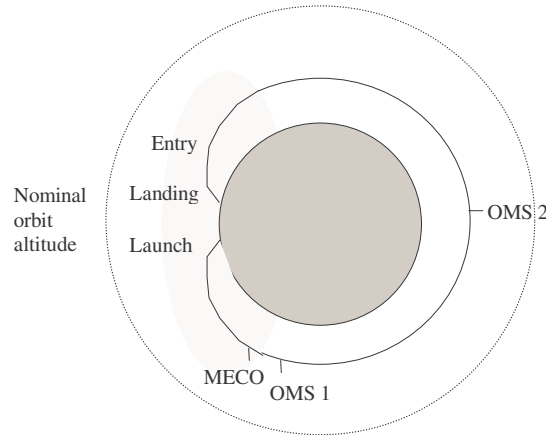 Entry
Nominal
orbit
altitude
Landing
Launch
OMS 2
MECO
OMS 1